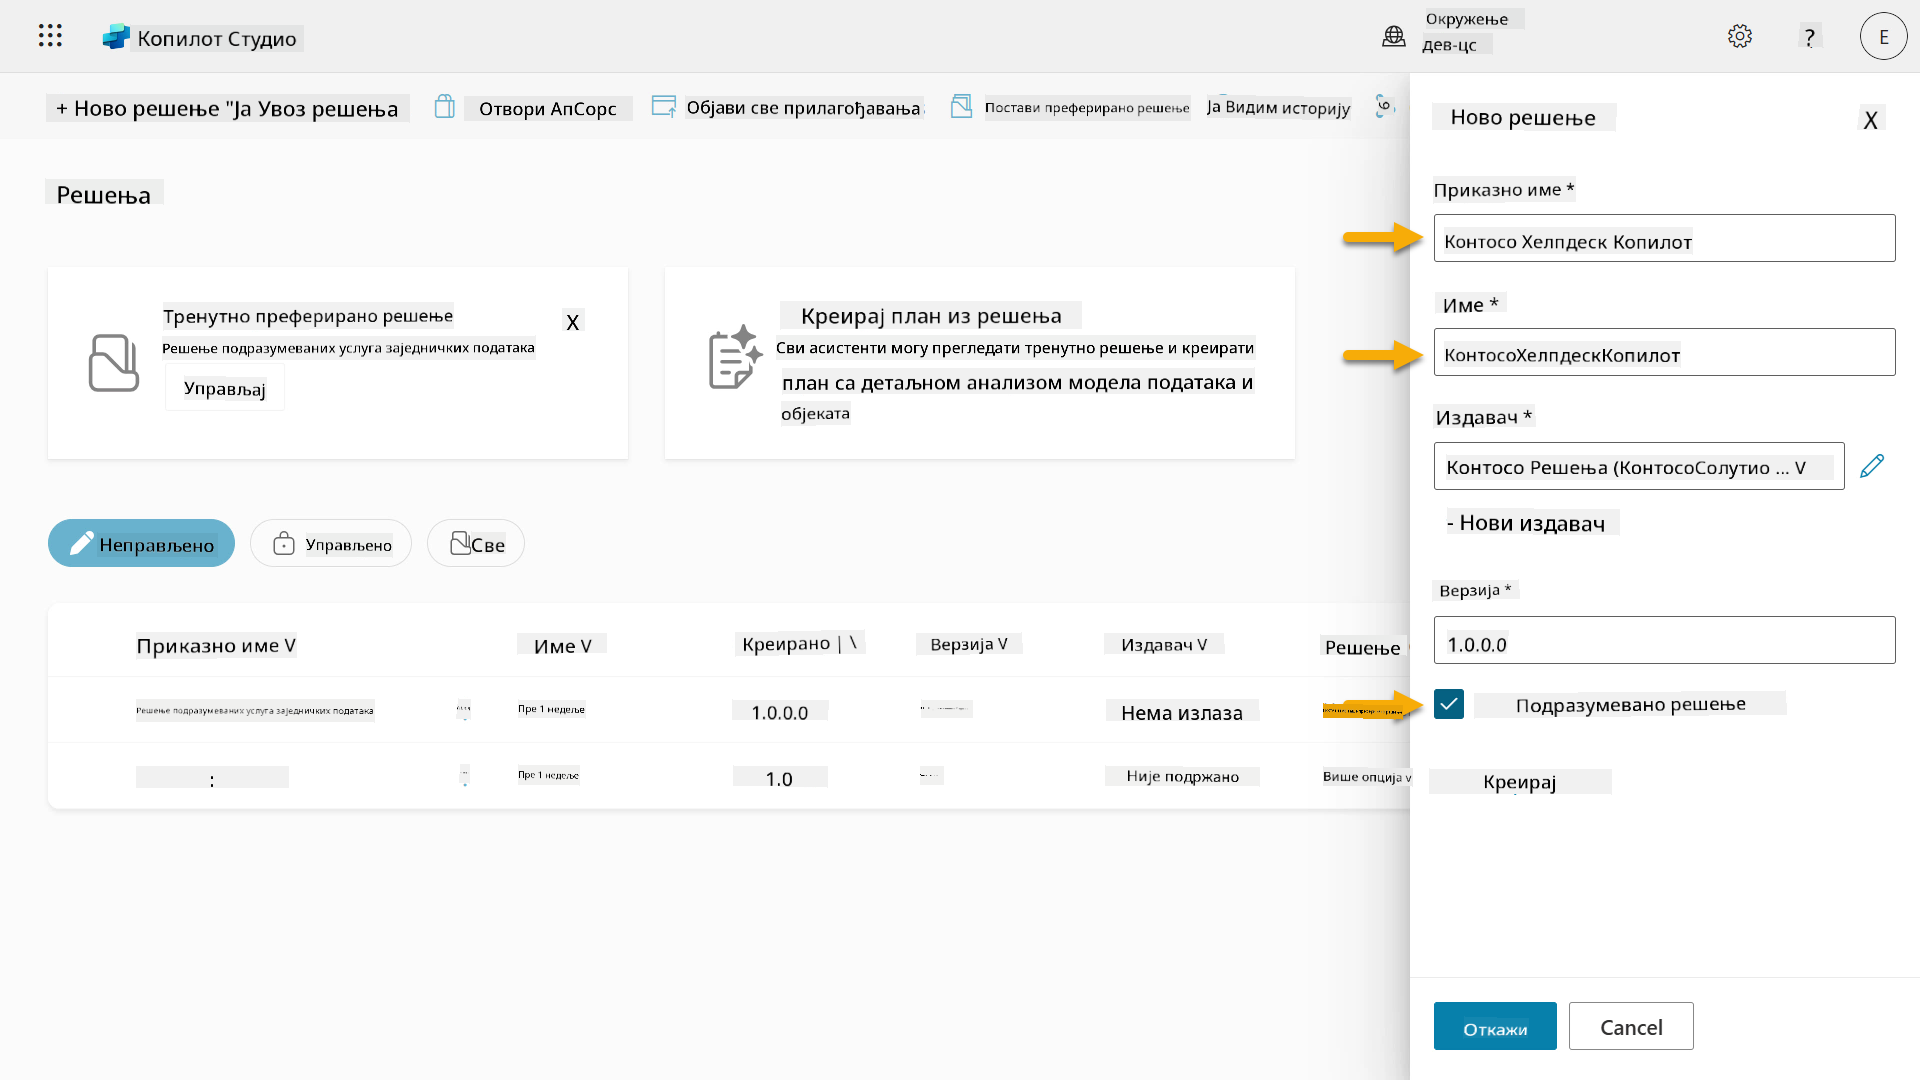 Копилот Студио
Окружење
дев-цс
?
E
+ Ново решење "Ја Увоз решења
Отвори АпСорс
Објави све прилагођавања
Постави преферирано решење
Ја Видим историју
Решења
Тренутно преферирано решење
X
Решење подразумеваних услуга заједничких података
Управљај
Креирај план из решења
Сви асистенти могу прегледати тренутно решење и креирати
план са детаљном анализом модела података и
објеката
Неправљено
Управљено
Све
Приказно име V
Име V
Креирано | \
Верзија V
Издавач V
Решење
Решење подразумеваних услуга заједничких података
Пре 1 недеље
1.0.0.0
Нема излаза
:
Пре 1 недеље
1.0
Није подржано
Више опција v
Ново решење
X
Приказно име *
Контосо Хелпдеск Копилот
Име *
КонтосоХелпдескКопилот
Издавач *
Контосо Решења (КонтосоСолутио ... V
- Нови издавач
Верзија *
1.0.0.0
Подразумевано решење
Креирај
Откажи
Cancel